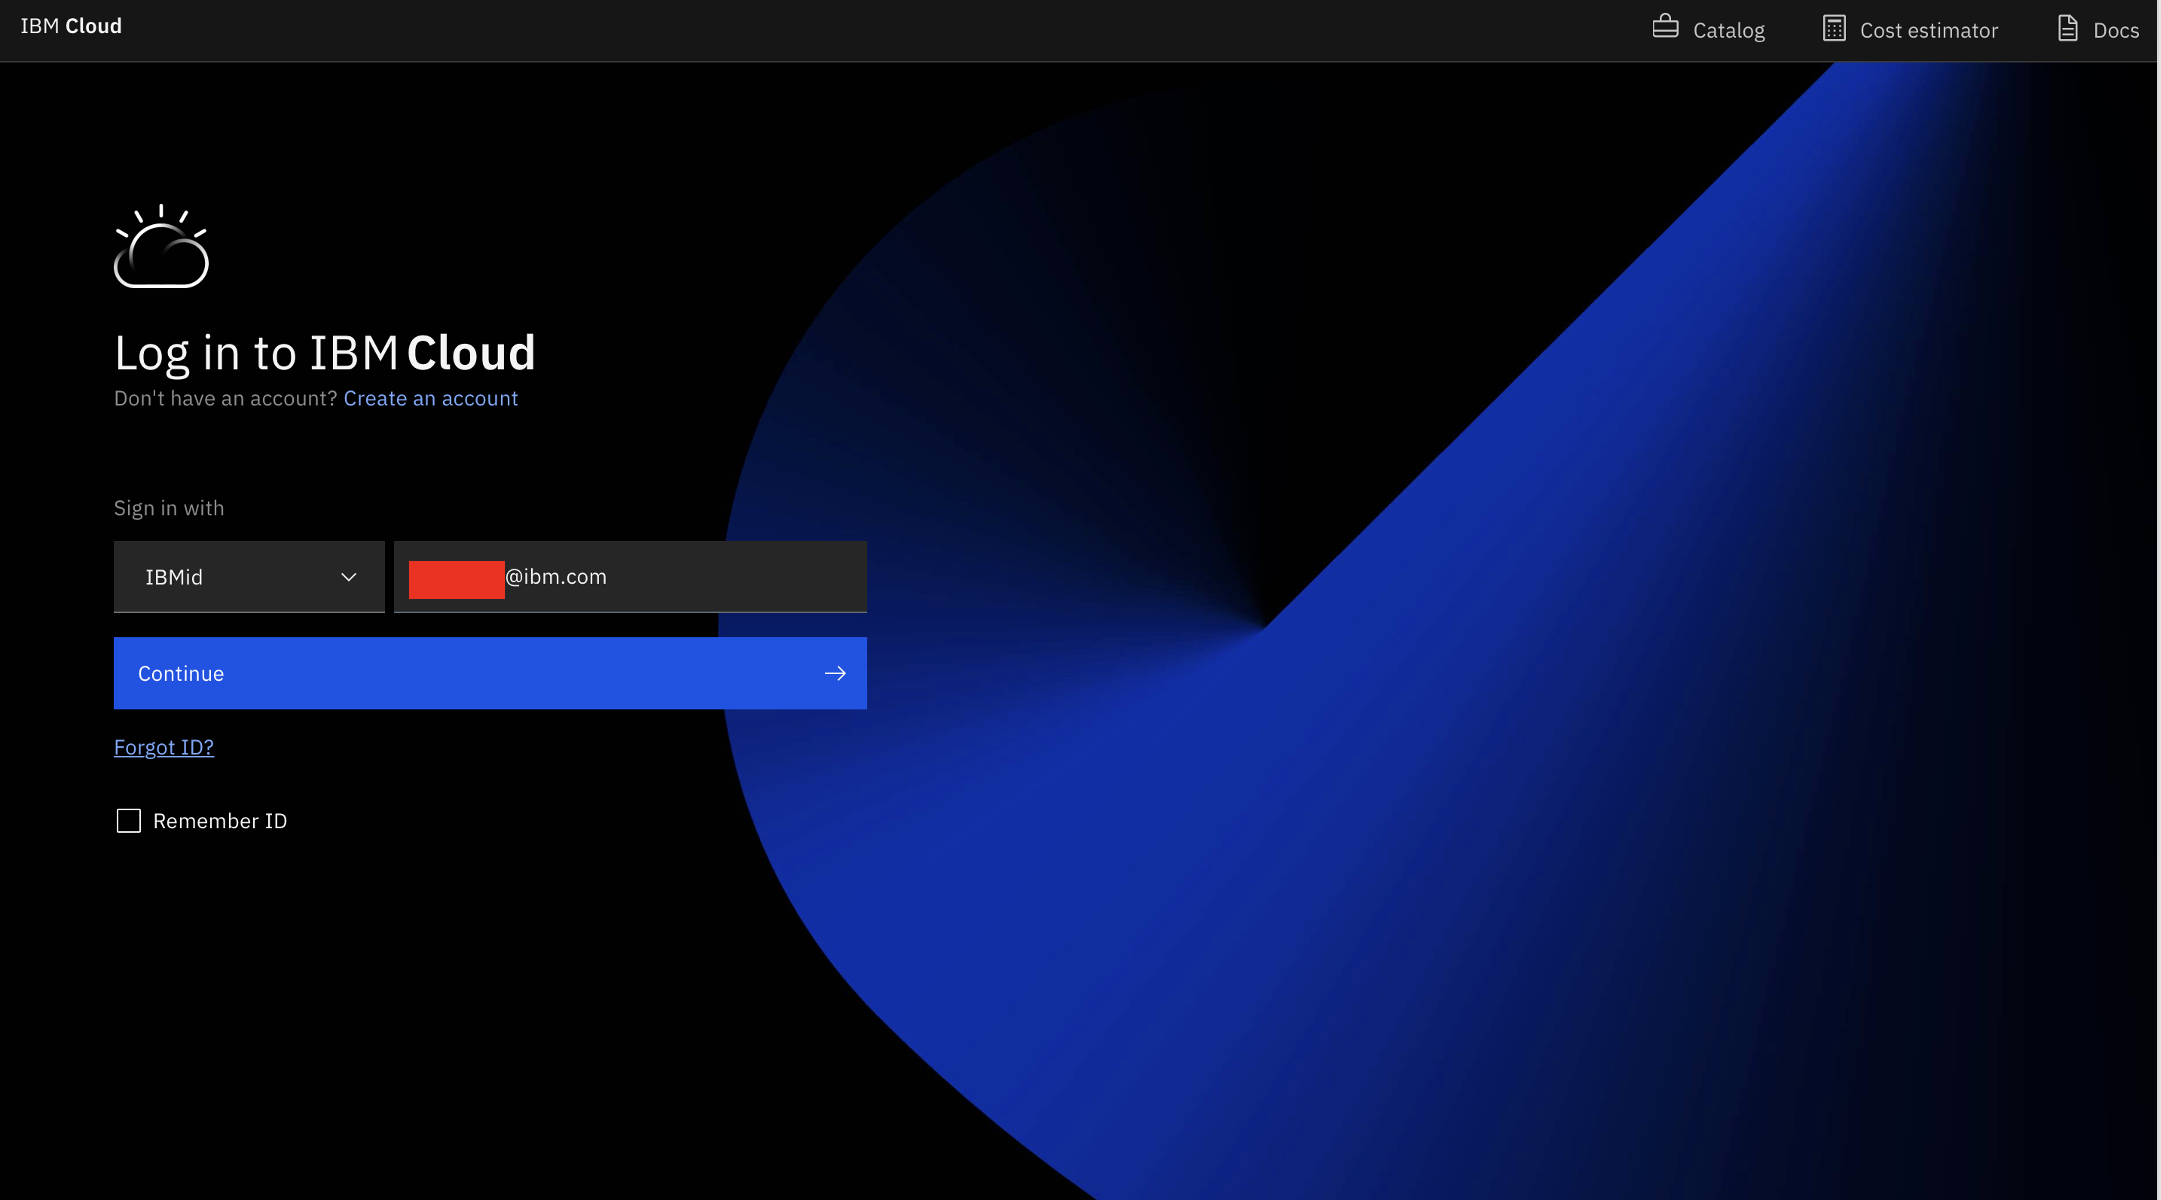 IBM Cloud
Catalog
Cost estimator
Docs
Log in to IBM Cloud
Don't have an account? Create an account
Sign in with
IBMid
@ibm.com
Continue
Forgot ID?
Remember ID